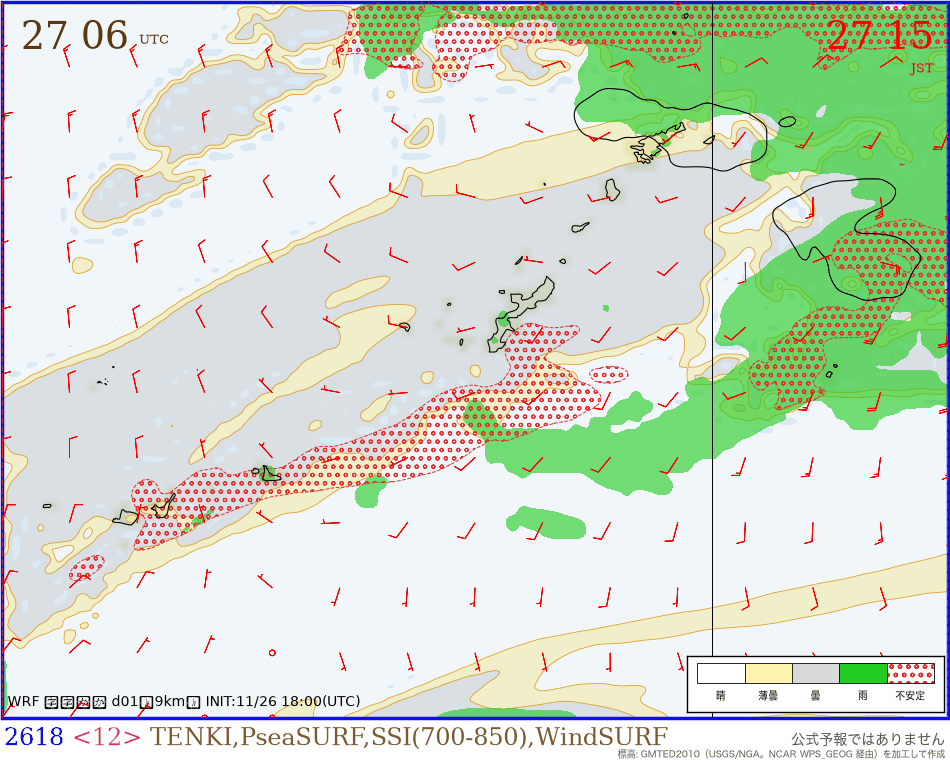 27 06 UTC
27 15
JST
晴 薄曇 曇 雨 不安定
WRF d01 9km INIT:11/26 18:00(UTC)
2618 <12> TENKI,PseaSURF,SSI(700-850),WindSURF
公式予報ではありません
標高: GMTED2010（USGS/NGA。NCAR WPS_GEOG 経由）を加工して作成